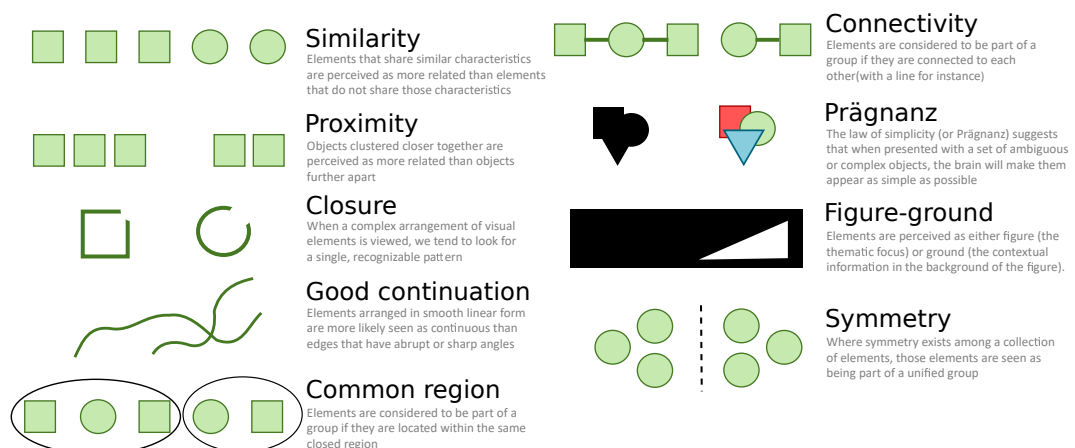 Similarity
Elements that share similar characteristics
are perceived as more related than elements
that do not share those characteristics
Proximity
Objects clustered closer together are
perceived as more related than objects
further apart
Closure
When a complex arrangement of visual
elements is viewed, we tend to look for
a single, recognizable pattern
Good continuation
Elements arranged in smooth linear form
are more likely seen as continuous than
edges that have abrupt or sharp angles
Common region
Elements are considered to be part of a
group if they are located within the same
closed region
Connectivity
Elements are considered to be part of a
group if they are connected to each
other(with a line for instance)
Prägnanz
The law of simplicity (or Prägnanz) suggests
that when presented with a set of ambiguous
or complex objects, the brain will make them
appear as simple as possible
Figure-ground
Elements are perceived as either figure (the
thematic focus) or ground (the contextual
information in the background of the figure).
Symmetry
Where symmetry exists among a collection
of elements, those elements are seen as
being part of a unified group